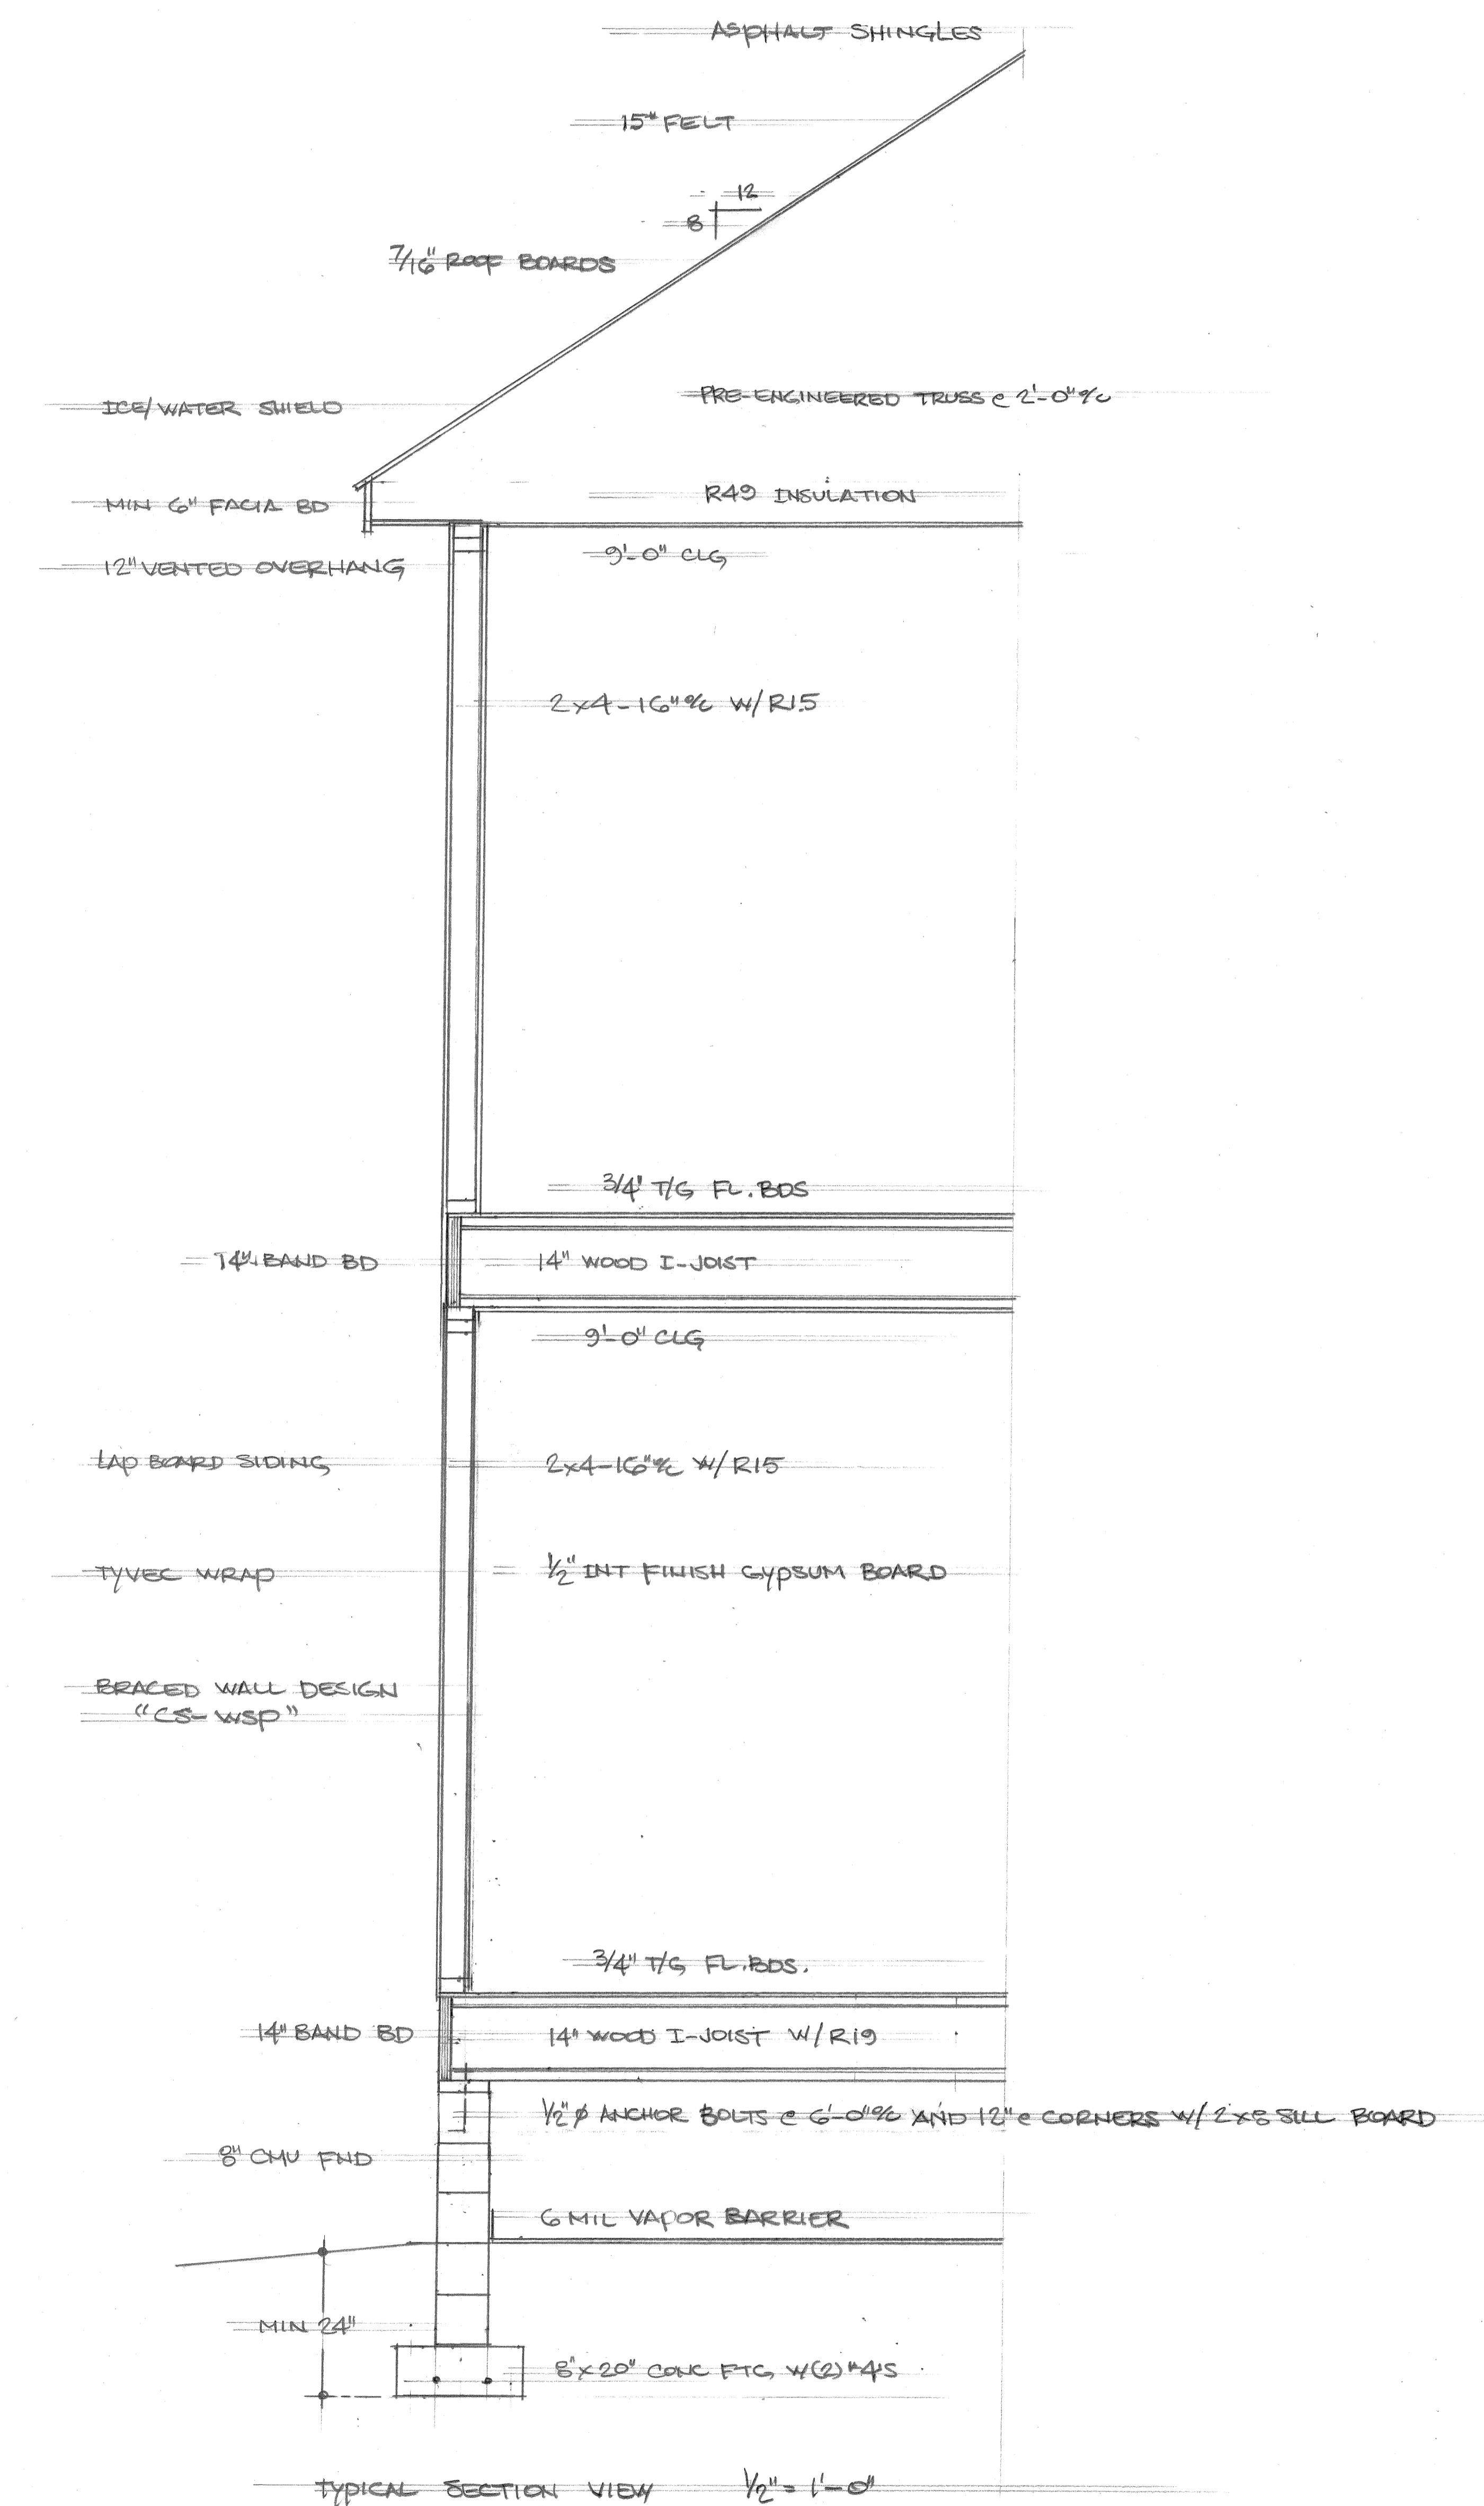 ASPHALT SHINGLES
15# FELT
12
8
7/16" ROOF BOARDS
ICE/WATER SHIELD
PRE-ENGINEERED TRUSS @ 2'-0" o/c
MIN 6" FACIA BD
R49 INSULATION
12" VENTED OVERHANG
9'-0" CLG
2x4-16" o/c W/R15
3/4" T/G FL. BDS
14" BAND BD
14" WOOD I-JOIST
9'-0" CLG
LAP BOARD SIDING
2x4-16" o/c W/R15
TYVEC WRAP
1/2" INT FINISH GYPSUM BOARD
BRACED WALL DESIGN
"CS-WSP"
3/4" T/G FL. BDS.
14" BAND BD
14" WOOD I-JOIST W/R19
1/2" Ø ANCHOR BOLTS @ 6'-0" o/c AND 12" @ CORNERS W/ 2x8 SILL BOARD
8" CMU FND
6 MIL VAPOR BARRIER
MIN 24"
8"x20" CONC FTG W(2)#4'S
TYPICAL SECTION VIEW 1/2" = 1'-0"